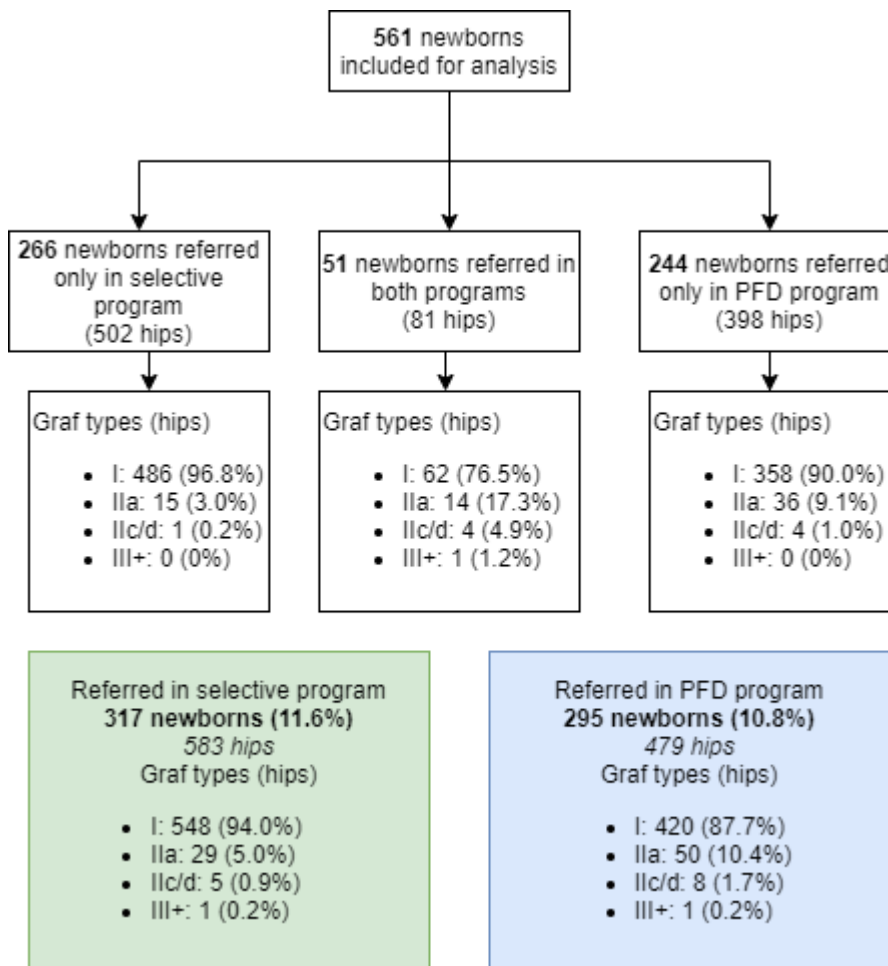 561 newborns
included for analysis
266 newborns referred
only in selective
program
(502 hips)
51 newborns referred in
both programs
(81 hips)
244 newborns referred
only in PFD program
(398 hips)
Graf types (hips)
• I: 486 (96.8%)
• IIa: 15 (3.0%)
• IIc/d: 1 (0.2%)
• III+: 0 (0%)
Graf types (hips)
• I: 62 (76.5%)
• IIa: 14 (17.3%)
• IIc/d: 4 (4.9%)
• III+: 1 (1.2%)
Graf types (hips)
• I: 358 (90.0%)
• IIa: 36 (9.1%)
• IIc/d: 4 (1.0%)
• III+: 0 (0%)
Referred in selective program
317 newborns (11.6%)
583 hips
Graf types (hips)
• I: 548 (94.0%)
• IIa: 29 (5.0%)
• IIc/d: 5 (0.9%)
• III+: 1 (0.2%)
Referred in PFD program
295 newborns (10.8%)
479 hips
Graf types (hips)
• I: 420 (87.7%)
• IIa: 50 (10.4%)
• IIc/d: 8 (1.7%)
• III+: 1 (0.2%)